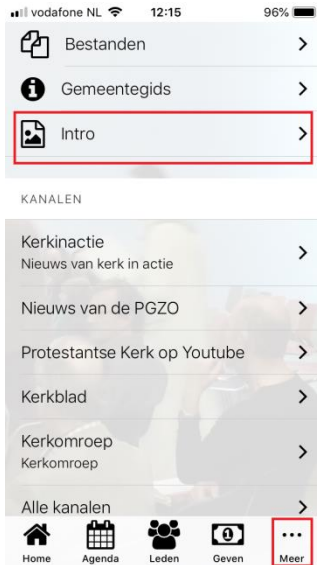 vodafone NL 12:15 96%
Bestanden
Gemeentegids
Intro
KANALEN
Kerkinactie
Nieuws van kerk in actie
Nieuws van de PGZO
Protestantse Kerk op Youtube
Kerkblad
Kerkomroep
Kerkomroep
Alle kanalen
Home Agenda Leden Geven Meer